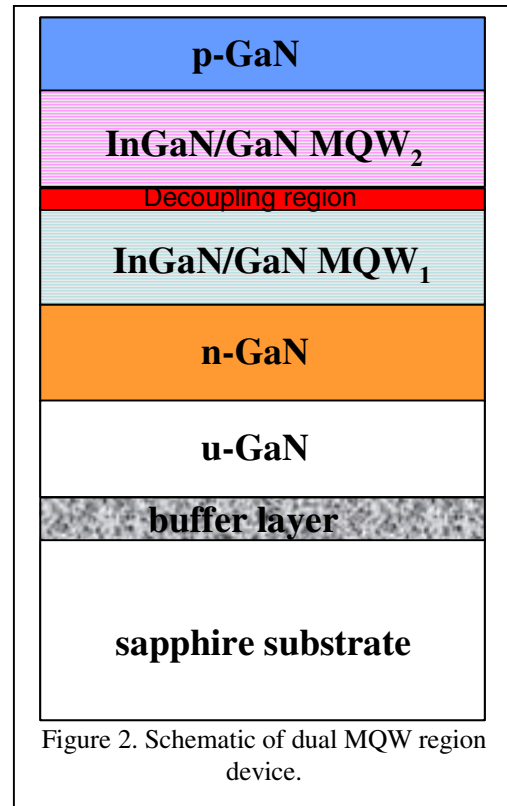 p-GaN
InGaN/GaN MQW₂
Decoupling region
InGaN/GaN MQW₁
n-GaN
u-GaN
buffer layer
sapphire substrate
Figure 2. Schematic of dual MQW region
device.